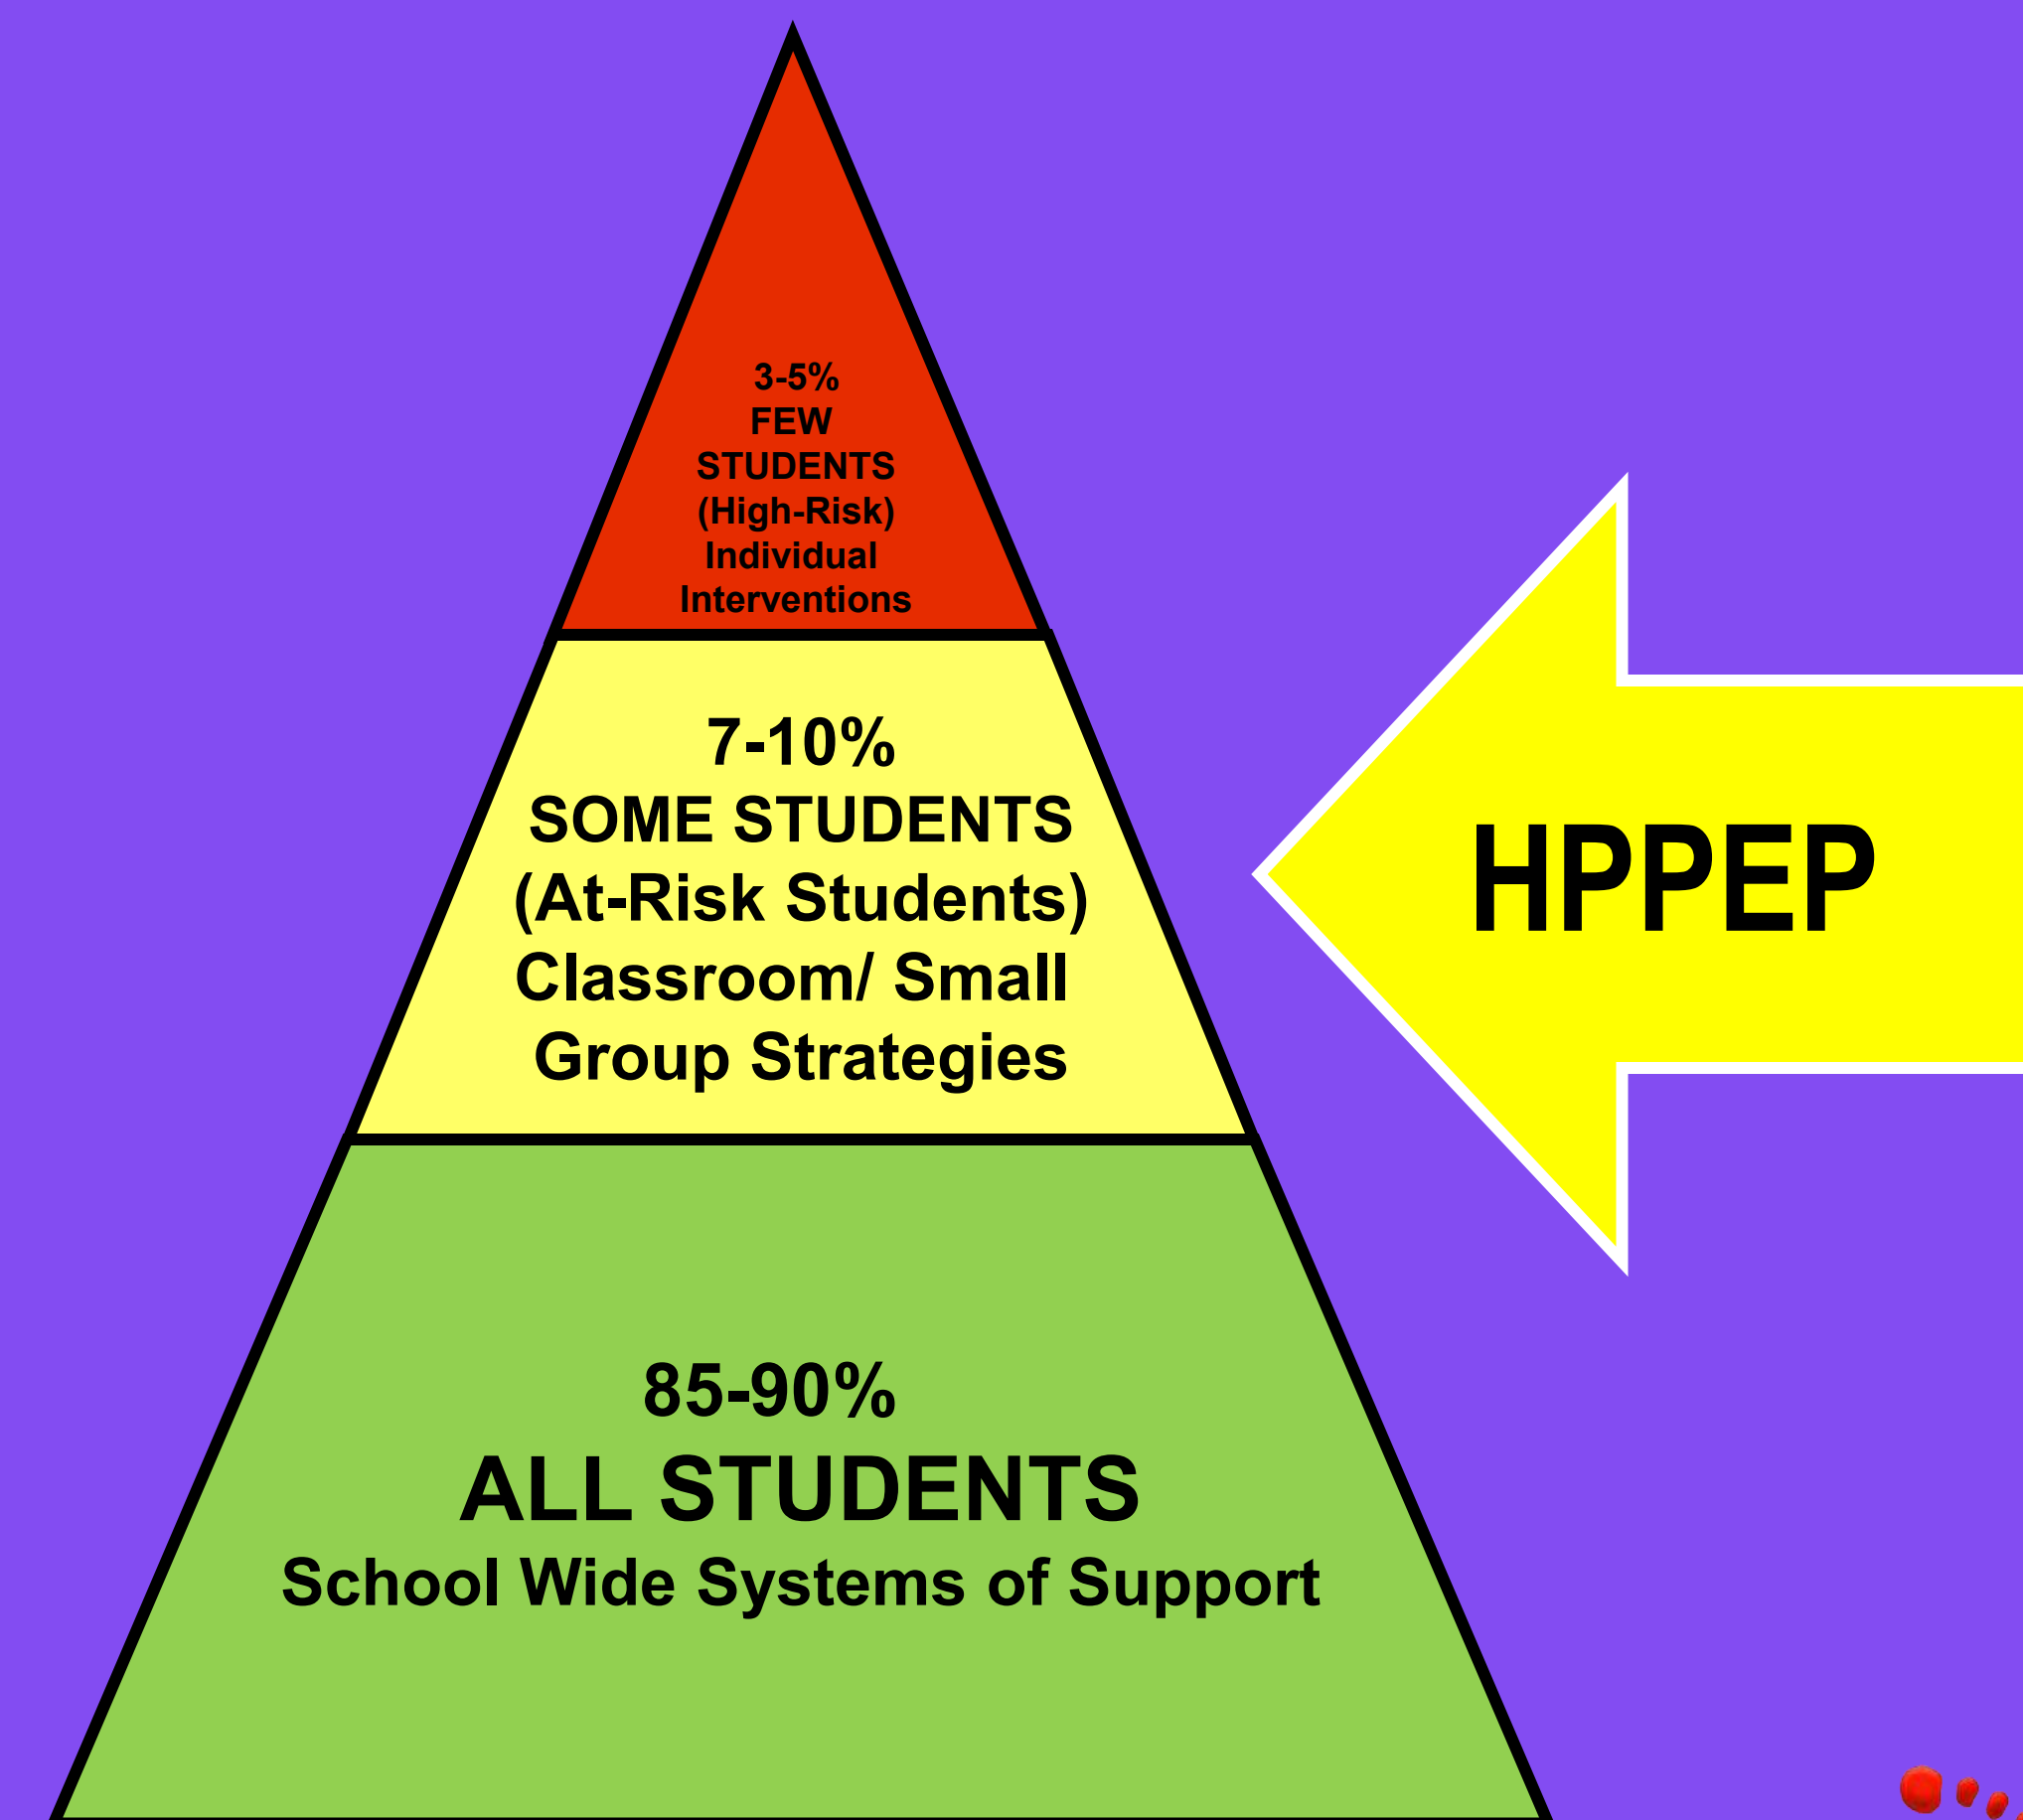 3-5%
FEW
STUDENTS
(High-Risk)
Individual
Interventions
7-10%
SOME STUDENTS
(At-Risk Students)
Classroom/ Small
Group Strategies
HPPEP
85-90%
ALL STUDENTS
School Wide Systems of Support